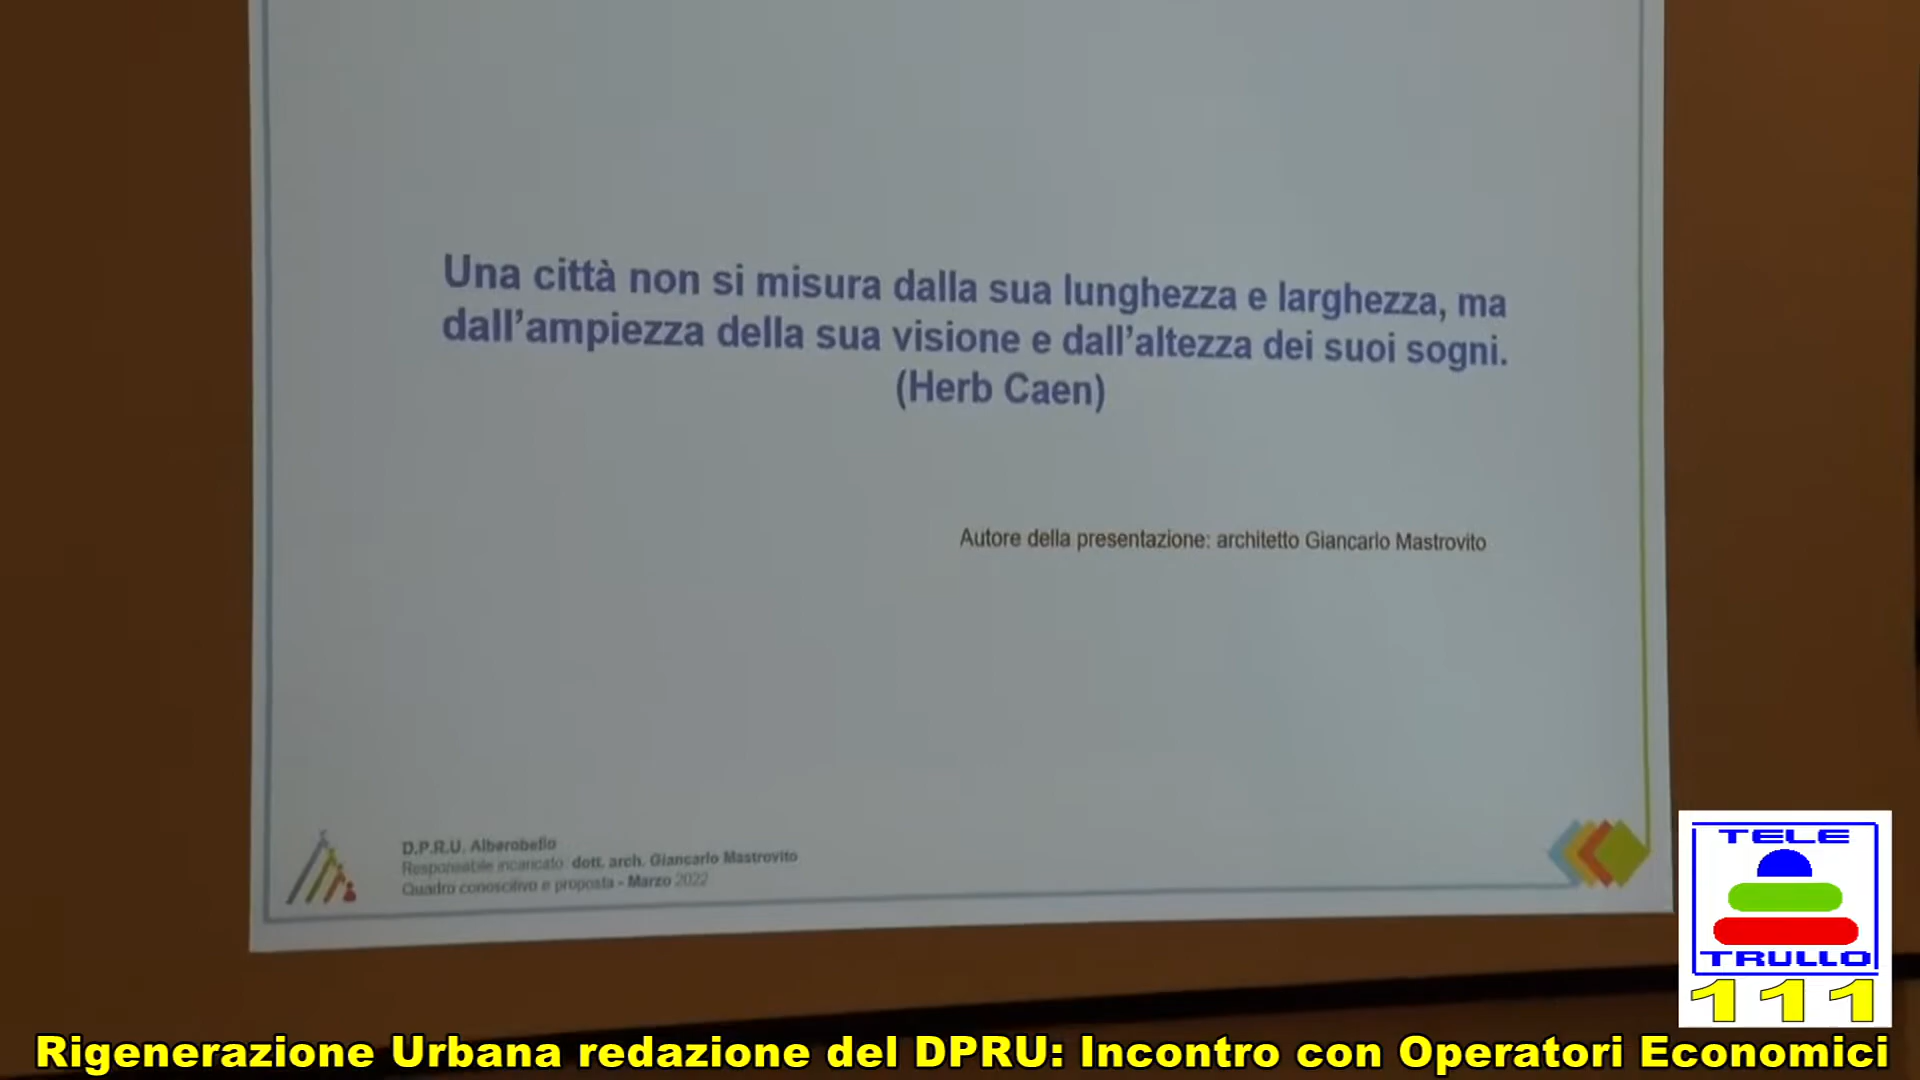 Una città non si misura dalla sua lunghezza e larghezza, ma
dall'ampiezza della sua visione e dall'altezza dei suoi sogni.
(Herb Caen)
Autore della presentazione: architetto Giancarlo Mastrovito
D.P.R.U. Alberobello
Responsabile incaricato: dott. arch. Giancarlo Mastrovito
Quadro conoscitivo e proposta - Marzo 2022
TELE
TRULLO
111
Rigenerazione Urbana redazione del DPRU: Incontro con Operatori Economici